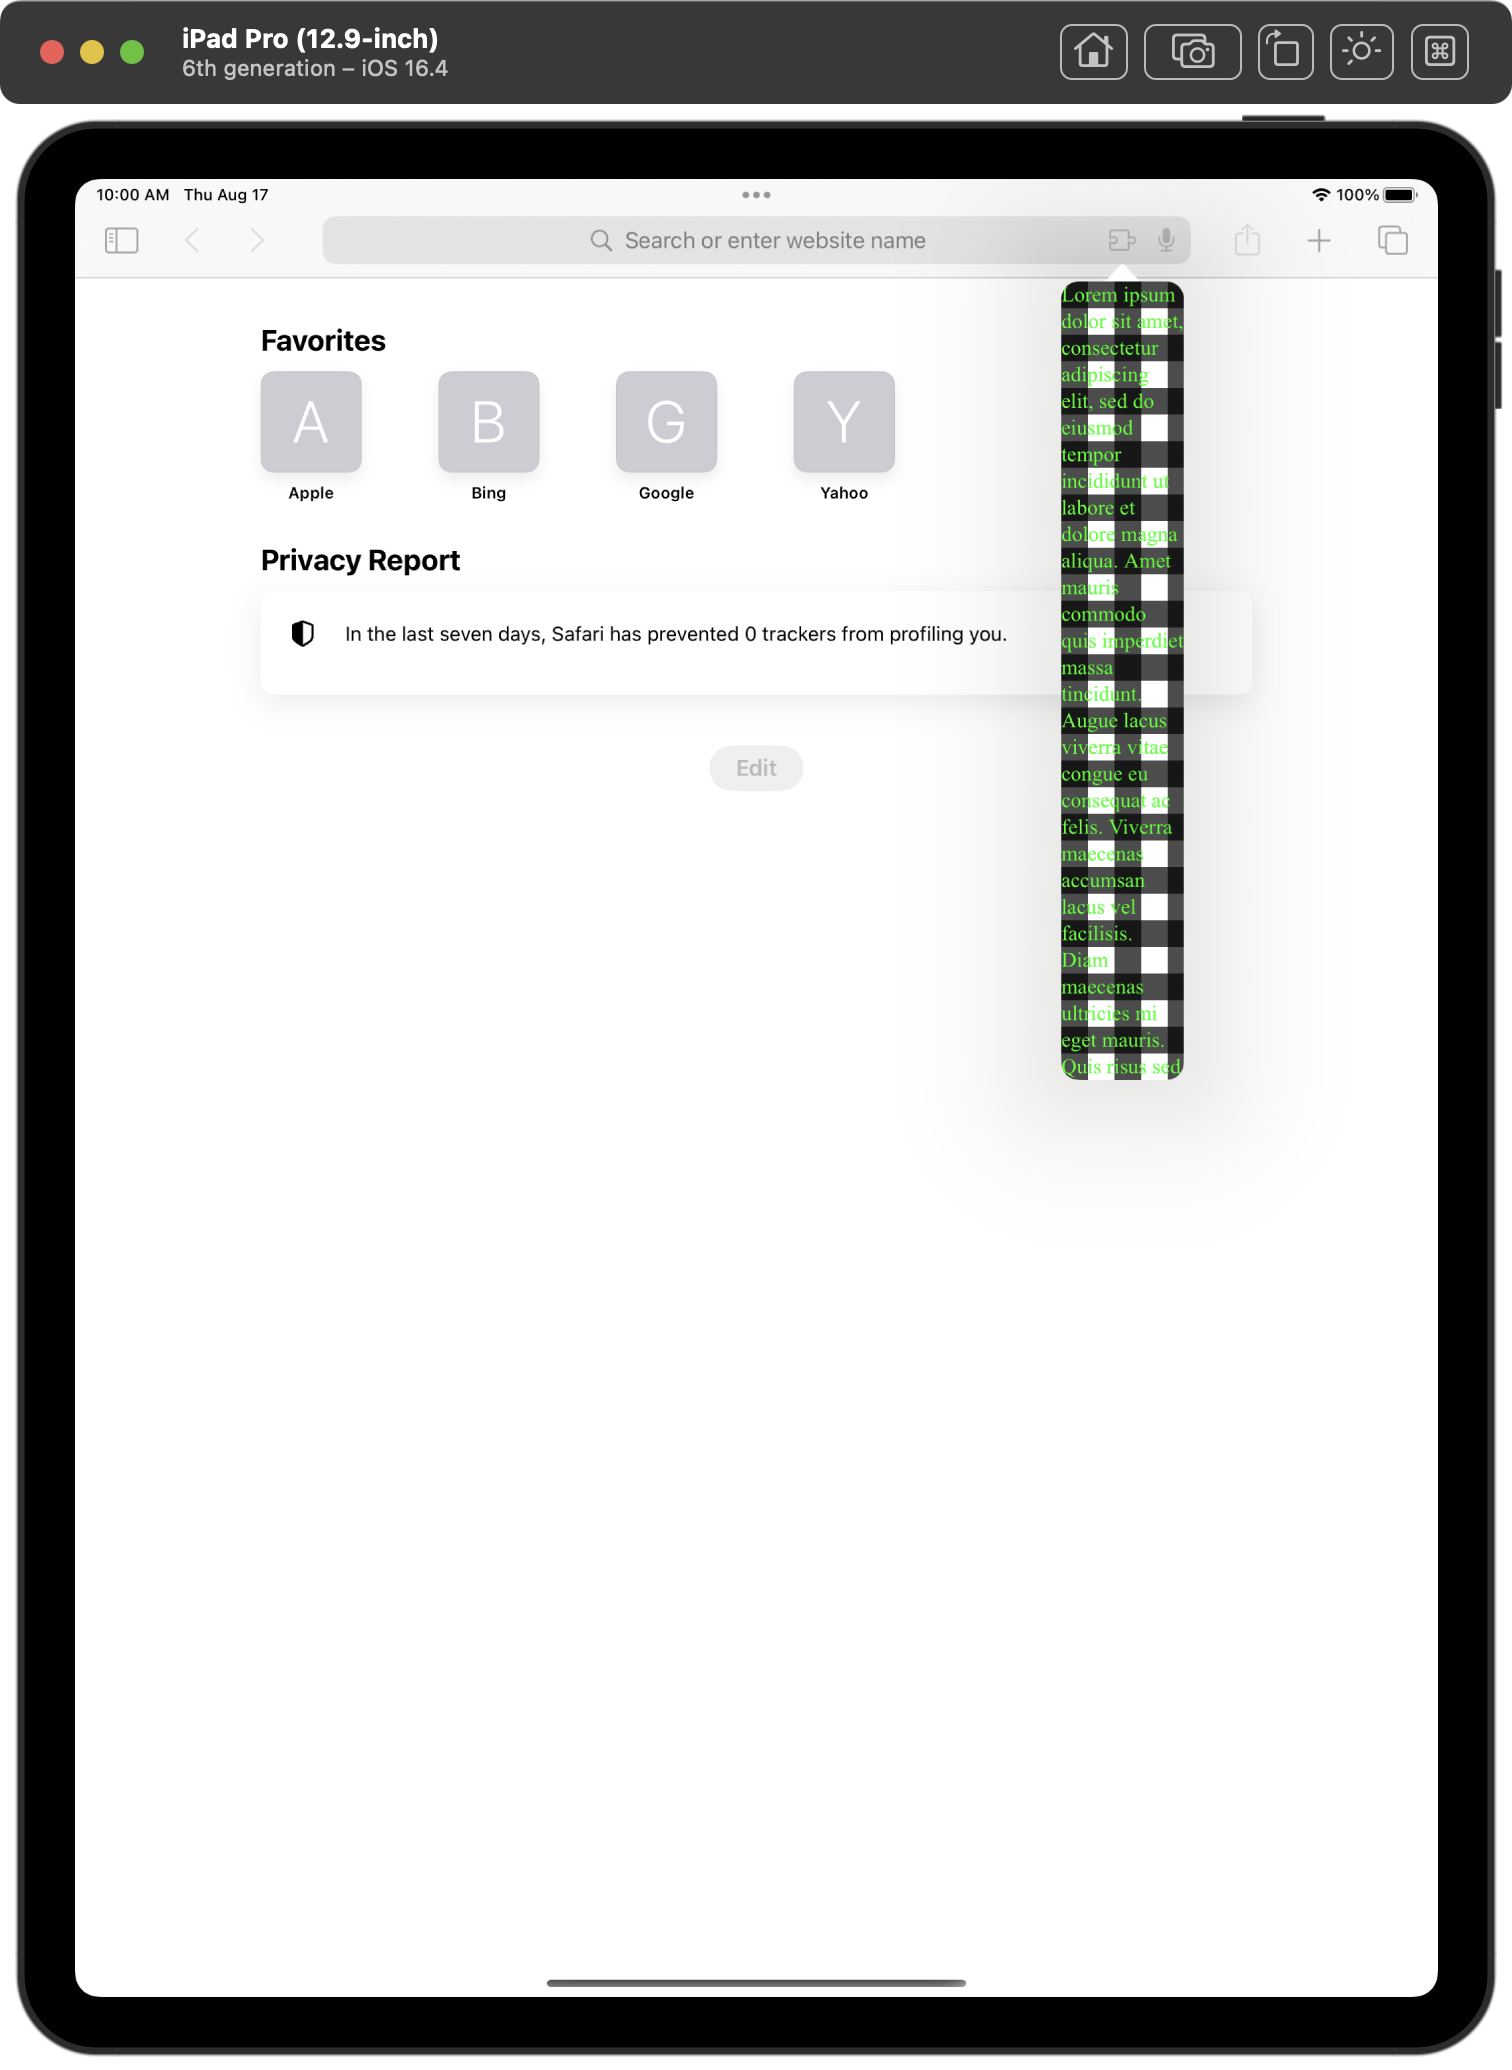 iPad Pro (12.9-inch)
6th generation – iOS 16.4
10:00 AM Thu Aug 17
100%
Search or enter website name
Favorites
A B G Y
Apple Bing Google Yahoo
Privacy Report
In the last seven days, Safari has prevented 0 trackers from profiling you.
Edit
Lorem ipsum
dolor sit amet,
consectetur
adipiscing
elit, sed do
eiusmod
tempor
incididunt ut
labore et
dolore magna
aliqua. Amet
mauris
commodo
quis imperdiet
massa
tincidunt.
Augue lacus
viverra vitae
congue eu
consequat ac
felis. Viverra
maecenas
accumsan
lacus vel
facilisis.
Diam
maecenas
ultricies mi
eget mauris.
Quis risus sed